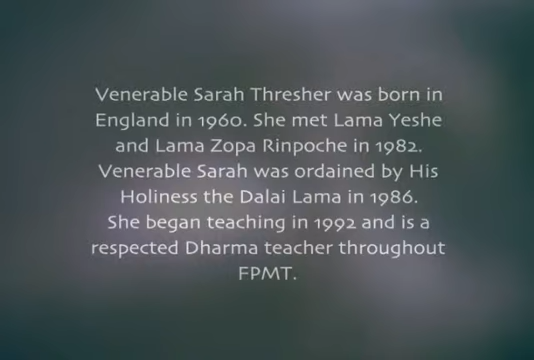 Venerable Sarah Thresher was born in
England in 1960. She met Lama Yeshe
and Lama Zopa Rinpoche in 1982.
Venerable Sarah was ordained by His
Holiness the Dalai Lama in 1986.
She began teaching in 1992 and is a
respected Dharma teacher throughout
FPMT.